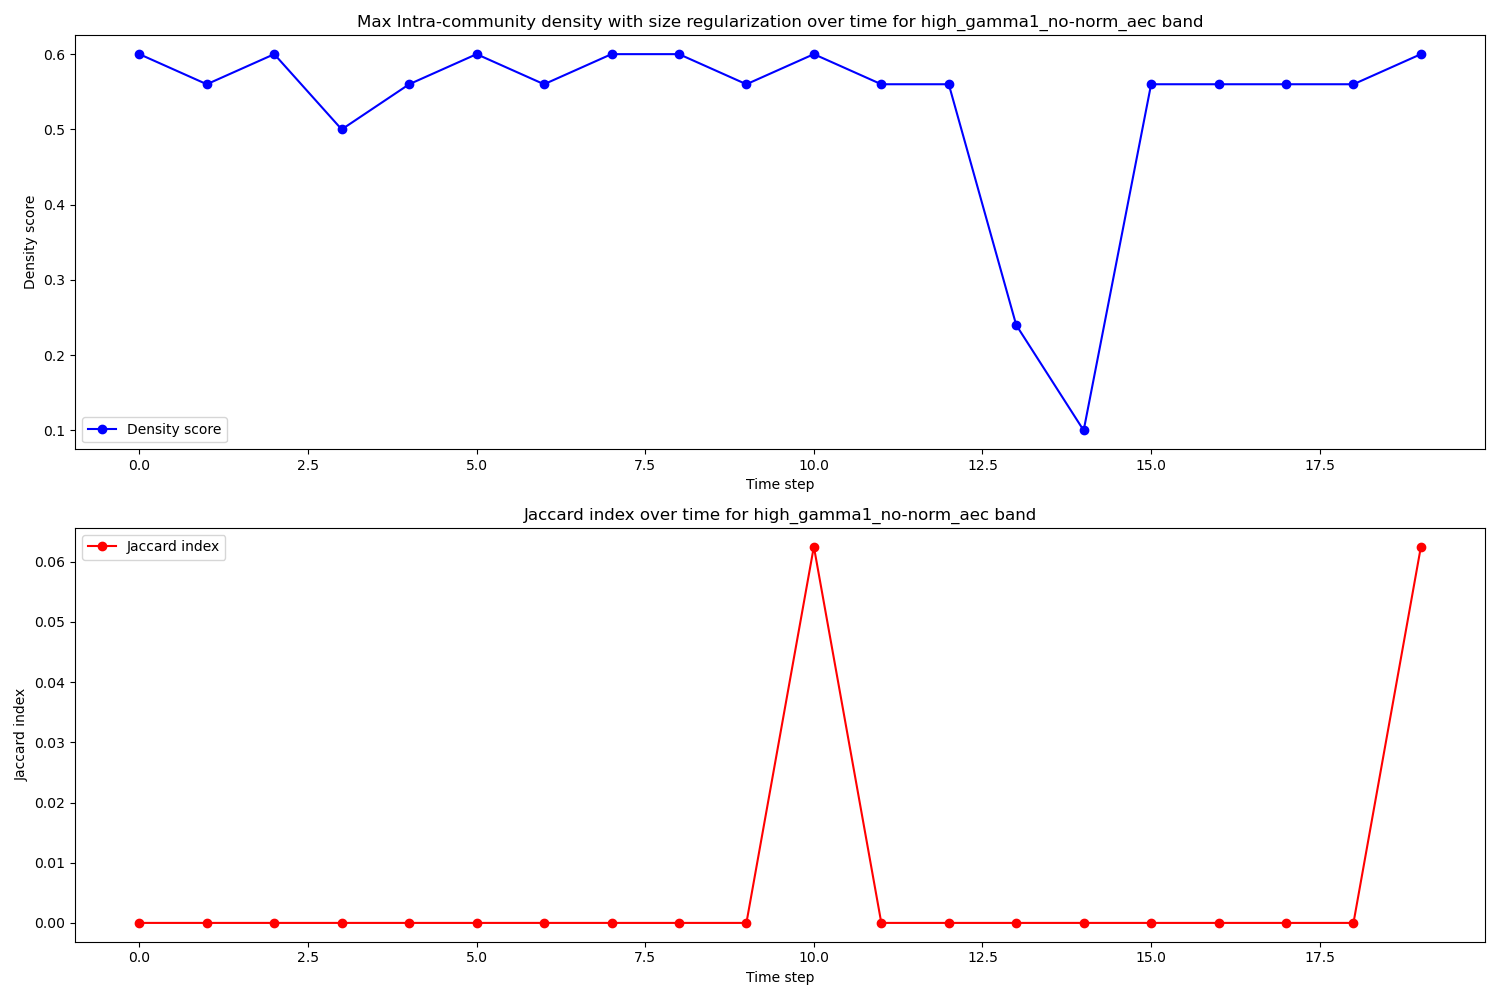 Max Intra-community density with size regularization over time for high_gamma1_no-norm_aec band
Density score
0.6
0.5
0.4
0.3
0.2
0.1
Density score
0.0 2.5 5.0 7.5 10.0 12.5 15.0 17.5
Time step
Jaccard index over time for high_gamma1_no-norm_aec band
Jaccard index
Jaccard index
0.06
0.05
0.04
0.03
0.02
0.01
0.00
0.0 2.5 5.0 7.5 10.0 12.5 15.0 17.5
Time step